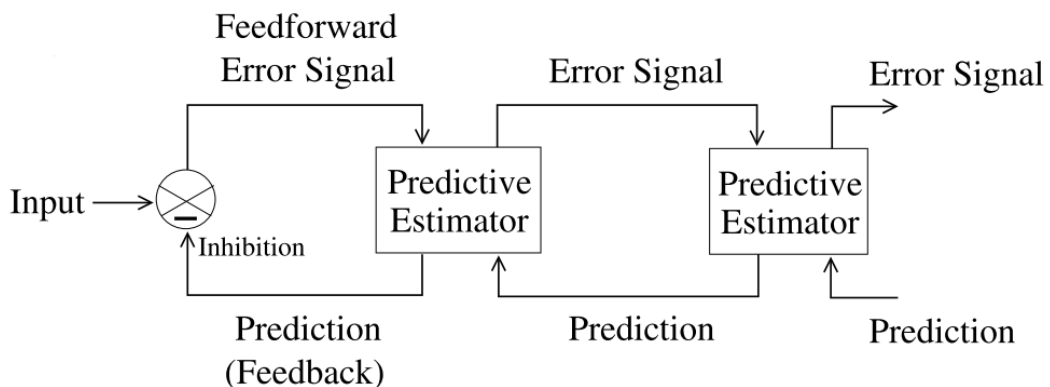 Feedforward
Error Signal
Error Signal
Error Signal
Input
Predictive
Estimator
Predictive
Estimator
Inhibition
Prediction
(Feedback)
Prediction
Prediction